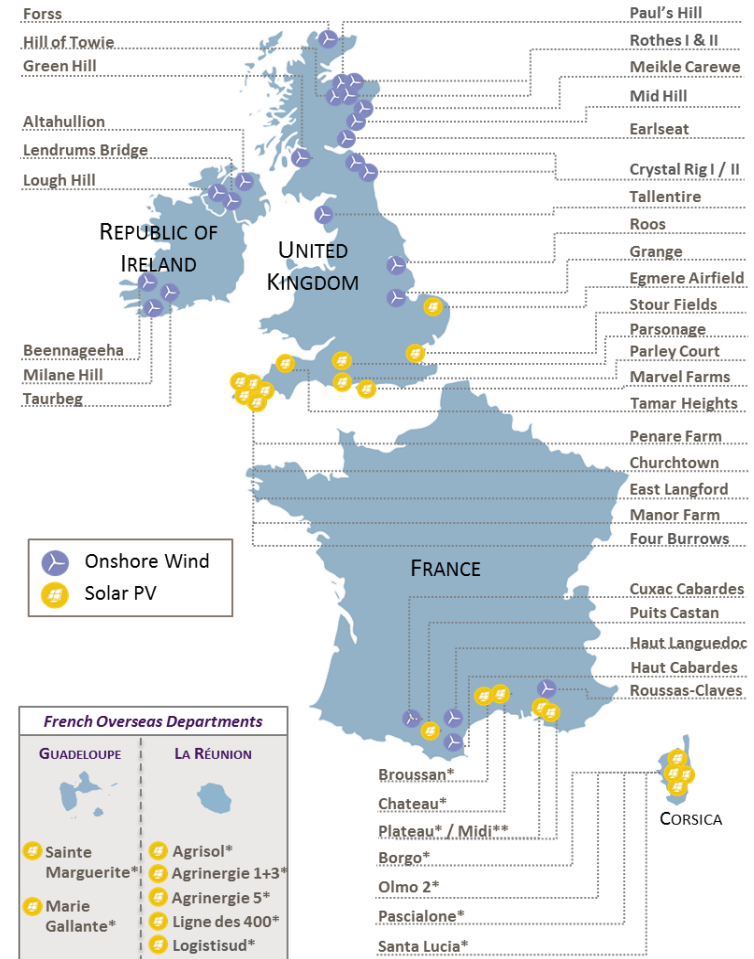 Forss
Hill of Towie
Green Hill
Altahullion
Lendrums Bridge
Lough Hill
REPUBLIC OF
IRELAND
Beennageeha
Milane Hill
Taurbeg
UNITED
KINGDOM
Paul's Hill
Rothes I & II
Meikle Carewe
Mid Hill
Earlseat
Crystal Rig I / II
Tallentire
Roos
Grange
Egmere Airfield
Stour Fields
Parsonage
Parley Court
Marvel Farms
Tamar Heights
Penare Farm
Churchtown
East Langford
Manor Farm
Four Burrows
Onshore Wind
Solar PV
FRANCE
Cuxac Cabardes
Puits Castan
Haut Languedoc
Haut Cabardes
Roussas-Claves
Broussan*
Chateau*
Plateau* / Midi**
Borgo*
Olmo 2*
Pascialone*
Santa Lucia*
CORSICA
French Overseas Departments
GUADELOUPE
Sainte
Marguerite*
Marie
Gallante*
LA RÉUNION
Agrisol*
Agrinergie 1+3*
Agrinergie 5*
Ligne des 400*
Logistisud*